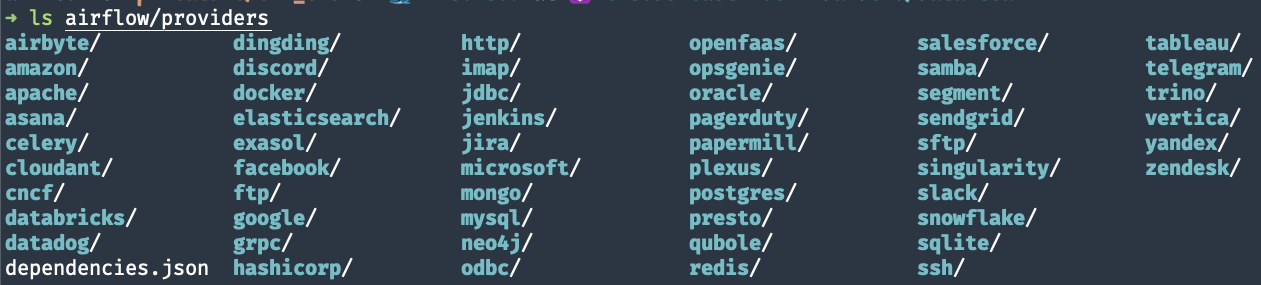 ➜ ls airflow/providers
airbyte/ dingding/ http/ openfaas/ salesforce/ tableau/
amazon/ discord/ imap/ opsgenie/ samba/ telegram/
apache/ docker/ jdbc/ oracle/ segment/ trino/
asana/ elasticsearch/ jenkins/ pagerduty/ sendgrid/ vertica/
celery/ exasol/ jira/ papermill/ sftp/ yandex/
cloudant/ facebook/ microsoft/ plexus/ singularity/ zendesk/
cncf/ ftp/ mongo/ postgres/ slack/
databricks/ google/ mysql/ presto/ snowflake/
datadog/ grpc/ neo4j/ qubole/ sqlite/
dependencies.json hashicorp/ odbc/ redis/ ssh/